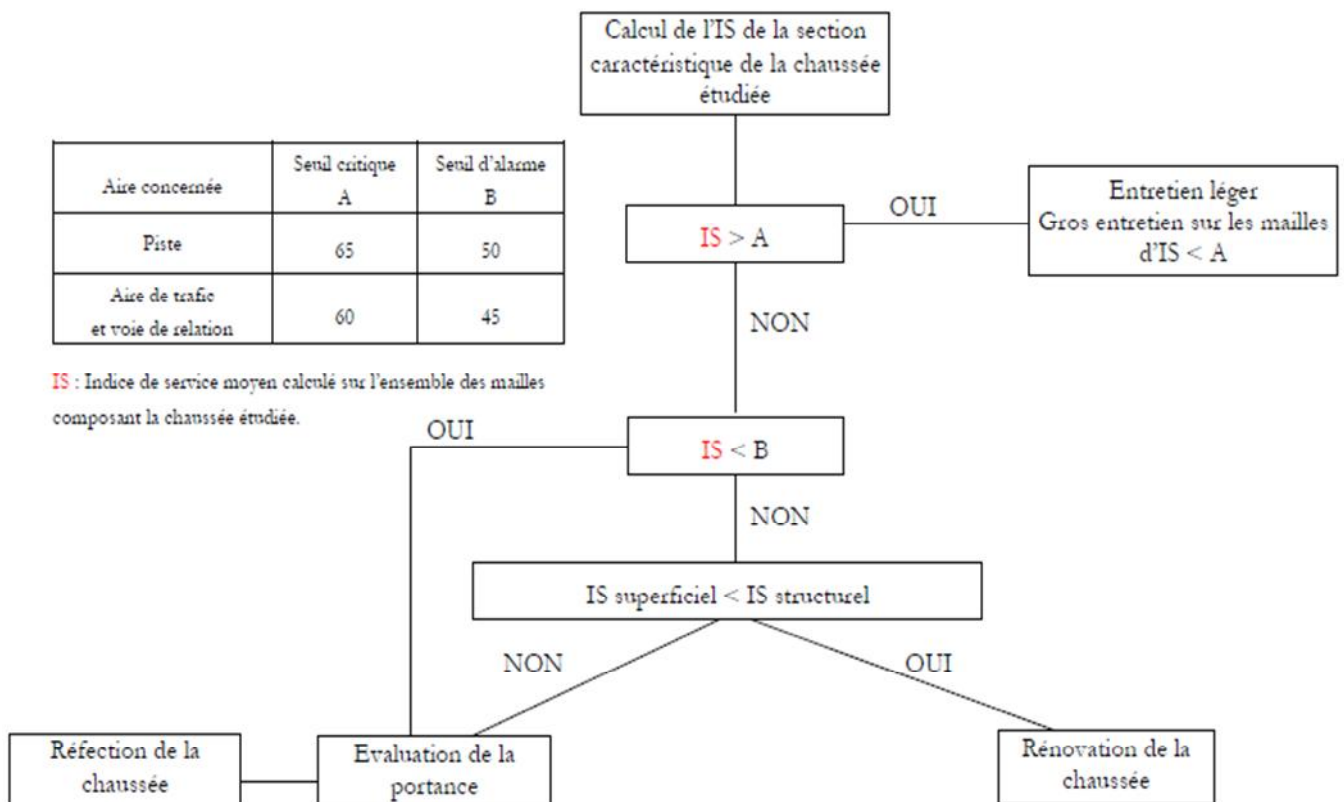 Calcul de l'IS de la section
caractéristique de la chaussée
étudiée
Aire concernée
Seuil critique
A
Seuil d'alarme
B
Piste
65
50
Aire de trafic
et voie de relation
60
45
IS : Indice de service moyen calculé sur l'ensemble des mailles
composant la chaussée étudiée.
IS > A
OUI
Entretien léger
Gros entretien sur les mailles
d'IS < A
NON
IS < B
OUI
NON
IS superficiel < IS structurel
NON
OUI
Réfection de la
chaussée
Evaluation de la
portance
Rénovation de la
chaussée